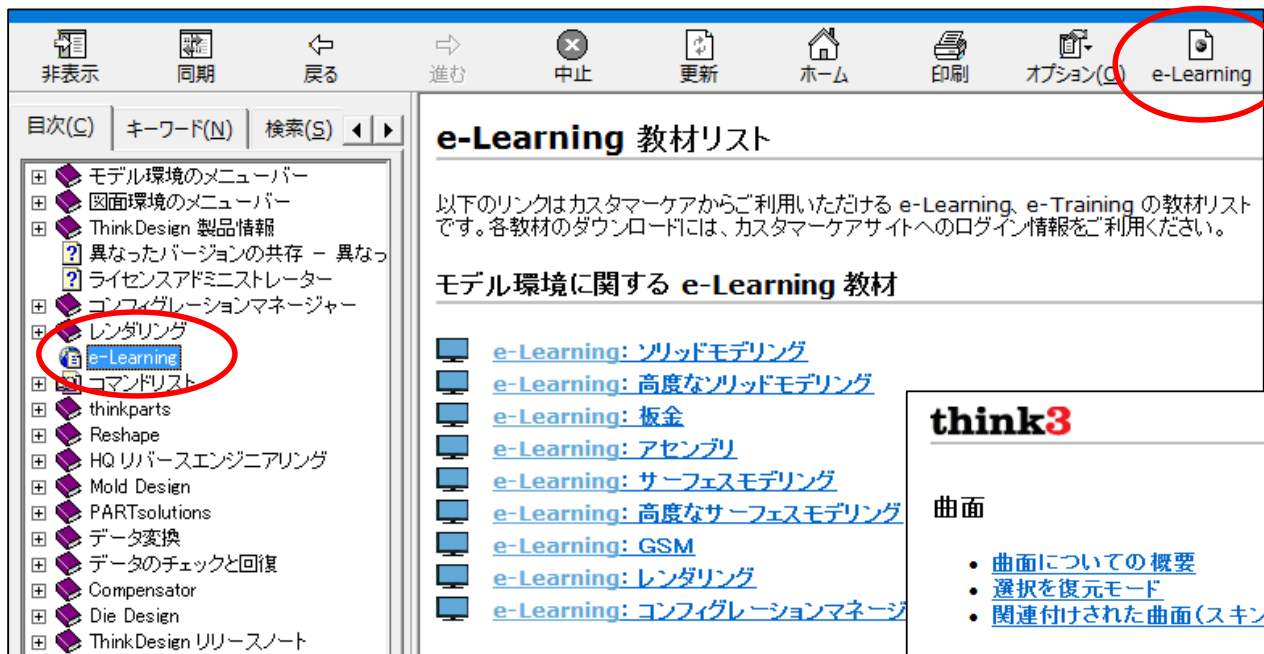 非表示 同期 戻る 進む 中止 更新 ホーム 印刷 オプション(O) e-Learning
目次(C) キーワード(N) 検索(S)
モデル環境のメニューバー
図面環境のメニューバー
ThinkDesign 製品情報
異なったバージョンの共存 - 異なっ
ライセンスアドミニストレーター
コンフィグレーションマネージャー
レンダリング
e-Learning
コマンドリスト
thinkparts
Reshape
HQ リバースエンジニアリング
Mold Design
PARTsolutions
データ変換
データのチェックと回復
Compensator
Die Design
ThinkDesign リリースノート
e-Learning 教材リスト
以下のリンクはカスタマーケアからご利用いただける e-Learning、e-Training の教材リスト
です。各教材のダウンロードには、カスタマーケアサイトへのログイン情報をご利用ください。
モデル環境に関する e-Learning 教材
e-Learning: ソリッドモデリング
e-Learning: 高度なソリッドモデリング
e-Learning: 板金
e-Learning: アセンブリ
e-Learning: サーフェスモデリング
e-Learning: 高度なサーフェスモデリング
e-Learning: GSM
e-Learning: レンダリング
e-Learning: コンフィグレーションマネージ
think3
曲面
曲面についての概要
選択を復元モード
関連付けされた曲面(スキン